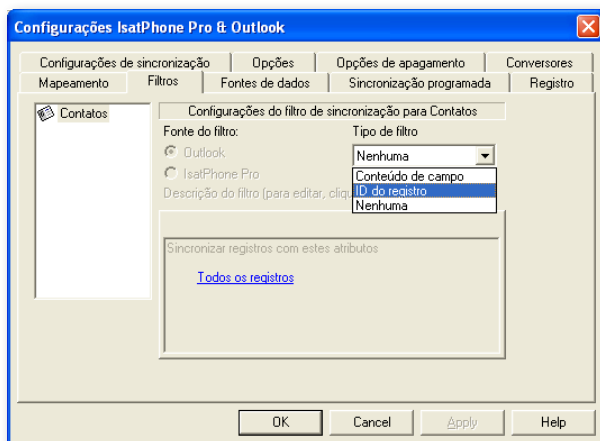 Configurações IsatPhone Pro & Outlook
Configurações de sincronização Opções Opções de apagamento Conversores
Mapeamento Filtros Fontes de dados Sincronização programada Registro
Contatos
Configurações do filtro de sincronização para Contatos
Fonte do filtro: Tipo de filtro
Outlook Nenhuma
IsatPhone Pro Conteúdo de campo
Descrição do filtro (para editar, ID do registro
Nenhuma
Sincronizar registros com estes atributos
Todos os registros
OK Cancel Apply Help